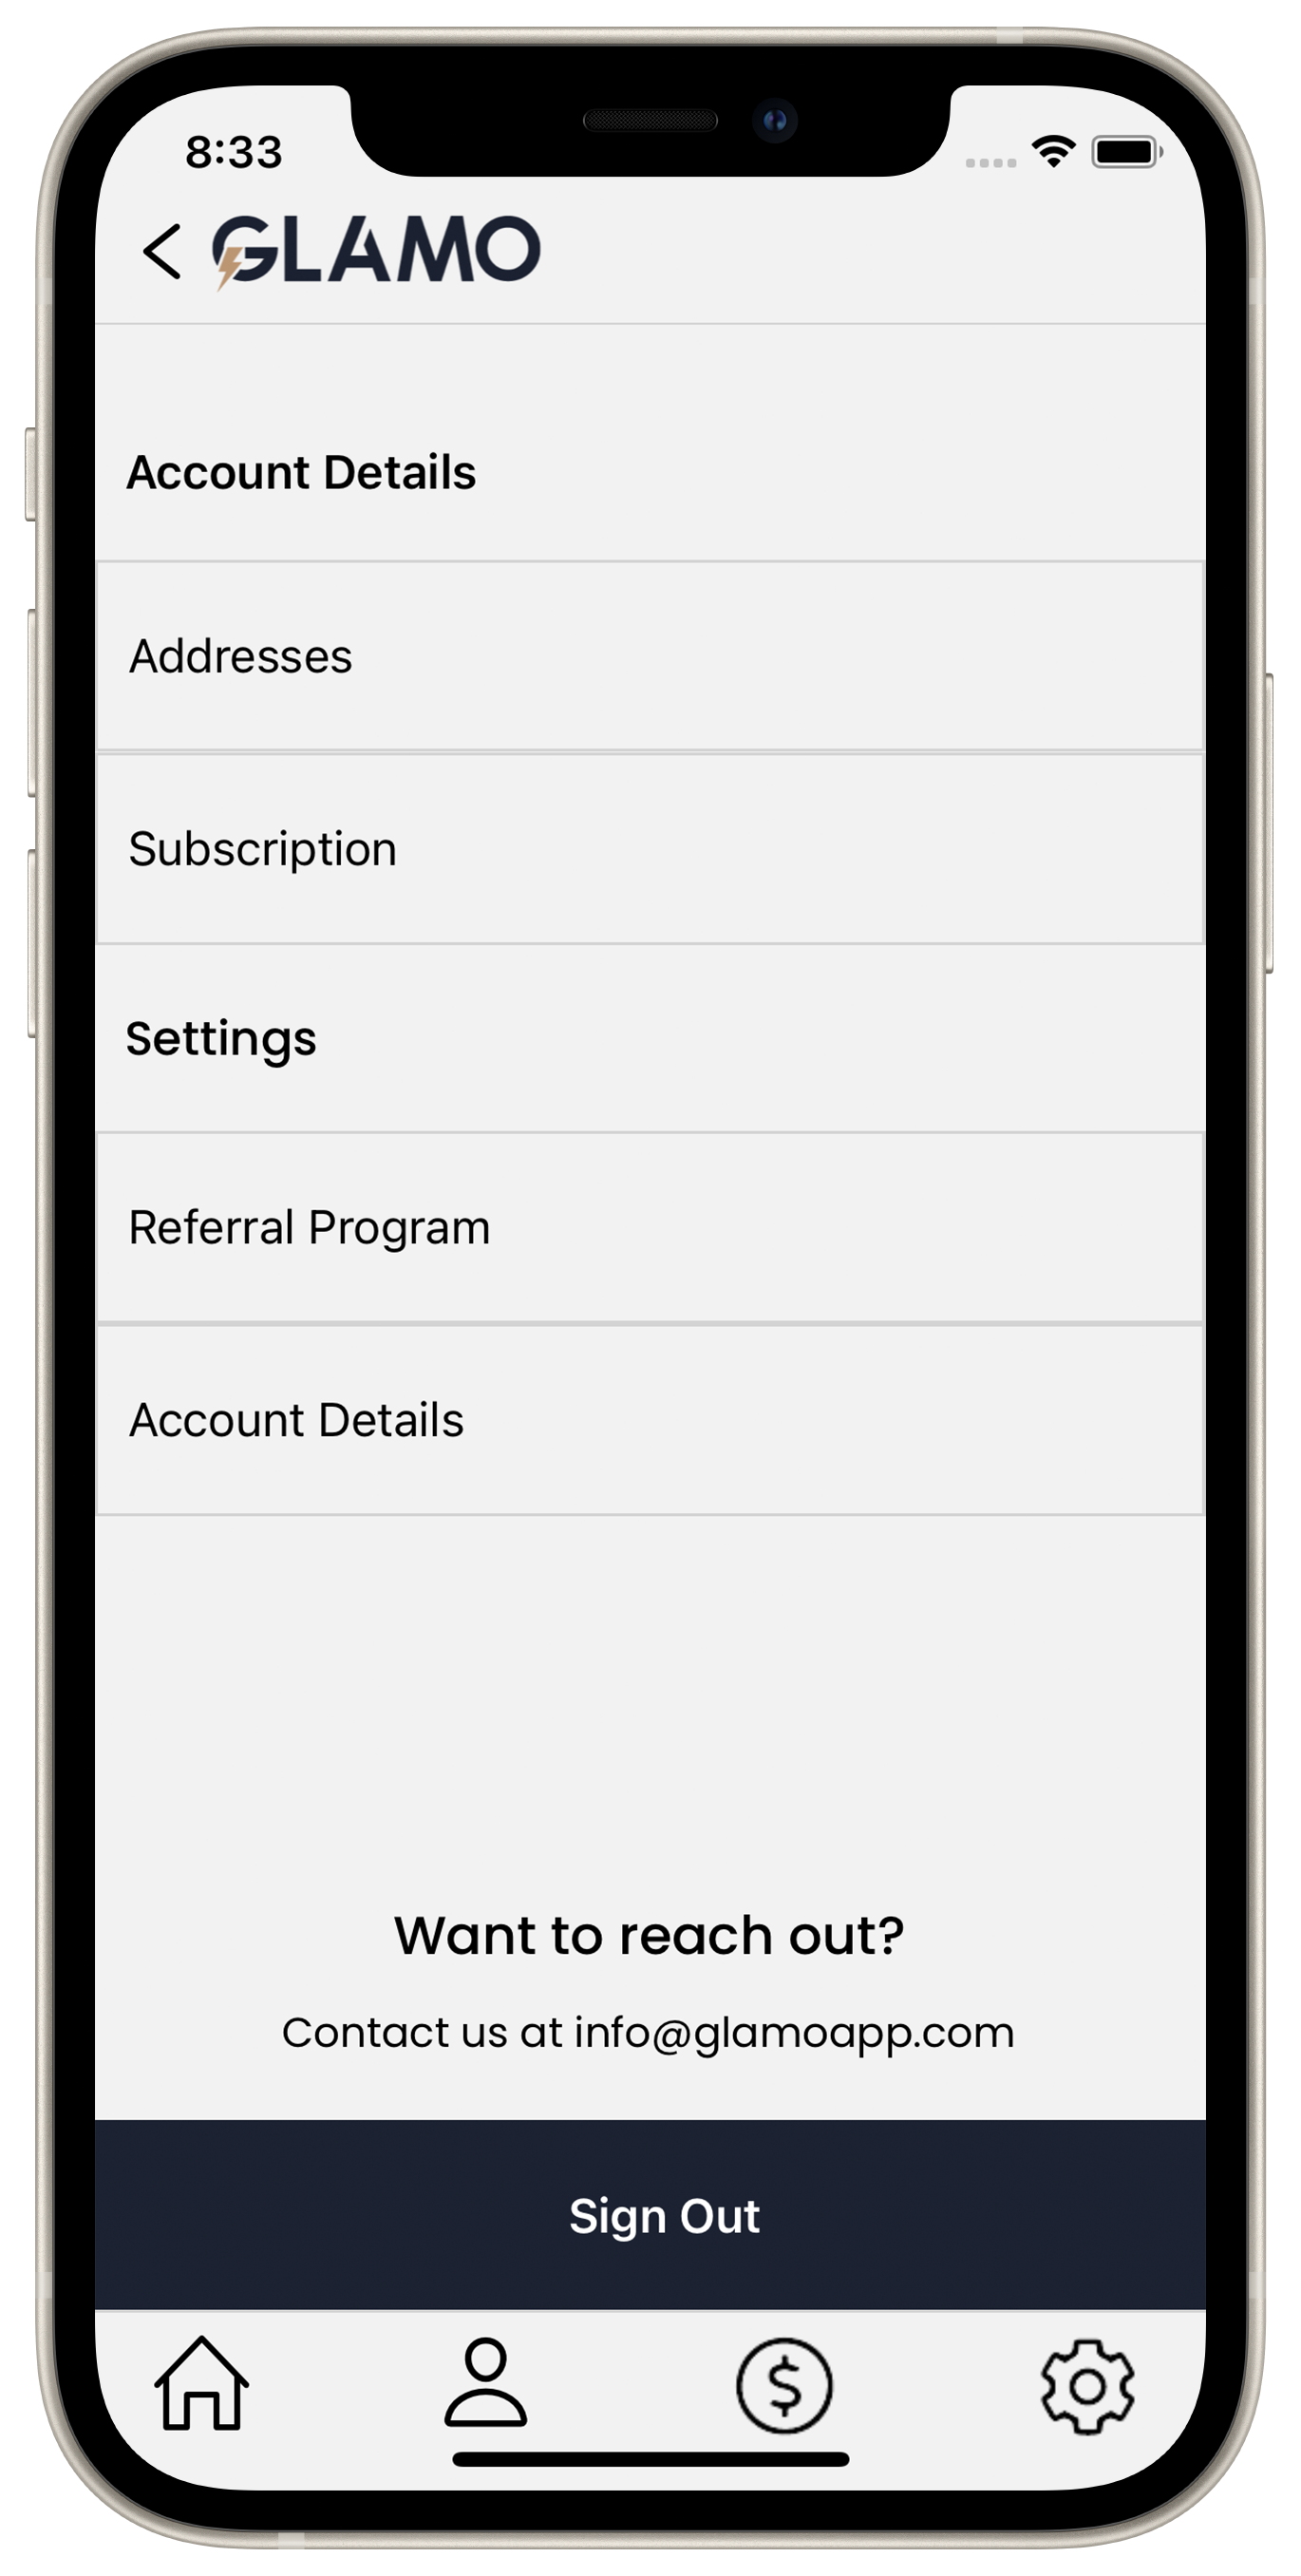 8:33
GLAMO
Account Details
Addresses
Subscription
Settings
Referral Program
Account Details
Want to reach out?
Contact us at info@glamoapp.com
Sign Out
$